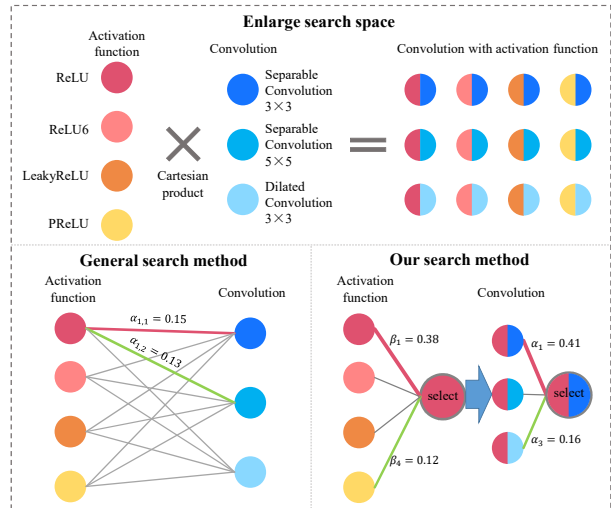 Enlarge search space
Activation
function
Convolution
Convolution with activation function
ReLU
ReLU6
LeakyReLU
PReLU
Cartesian
product
Separable
Convolution
3×3
Separable
Convolution
5×5
Dilated
Convolution
3×3
General search method
Activation
function
Convolution
α1,1 = 0.15
α1,2 = 0.13
Our search method
Activation
function
Convolution
β1 = 0.38
β4 = 0.12
select
α1 = 0.41
α3 = 0.16
select